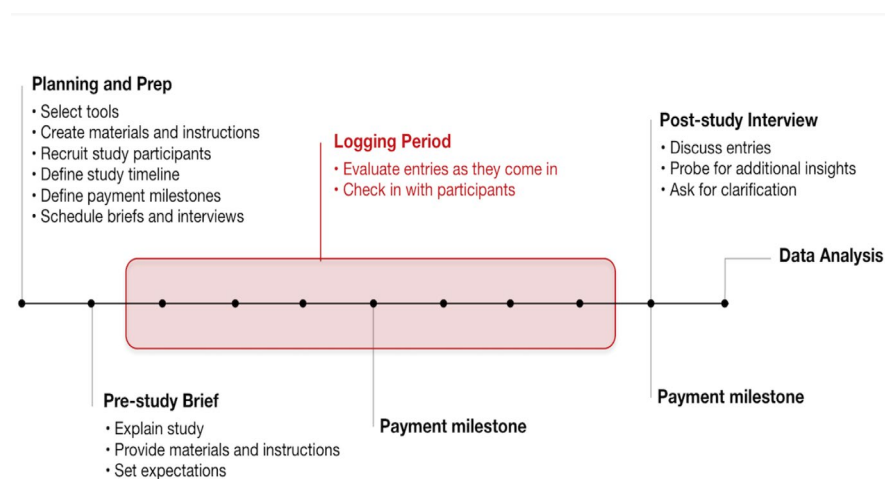 Planning and Prep
• Select tools
• Create materials and instructions
• Recruit study participants
• Define study timeline
• Define payment milestones
• Schedule briefs and interviews
Logging Period
• Evaluate entries as they come in
• Check in with participants
Post-study Interview
• Discuss entries
• Probe for additional insights
• Ask for clarification
Data Analysis
Pre-study Brief
• Explain study
• Provide materials and instructions
• Set expectations
Payment milestone
Payment milestone